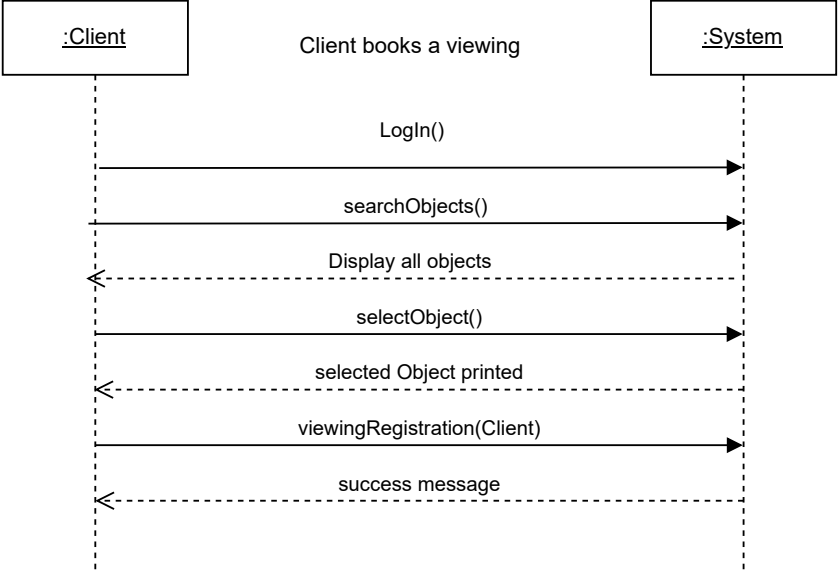 :Client
Client books a viewing
:System
LogIn()
searchObjects()
Display all objects
selectObject()
selected Object printed
viewingRegistration(Client)
success message